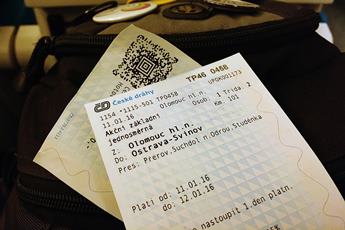 TP46 0458
České dráhy
1154 -1115-501 TP0458
11.01.16 Olomouc hl.n.
Akční základní Osob. 1 Třída. 2
jednosměrná Km. 101
Z. Olomouc hl.n.
Do. Ostrava-Svinov
Přes: Přerov,Suchdol n.Odrou,Studénka
Platí od: 11.01.16
do: 12.01.16
nastoupit 1.den platn.